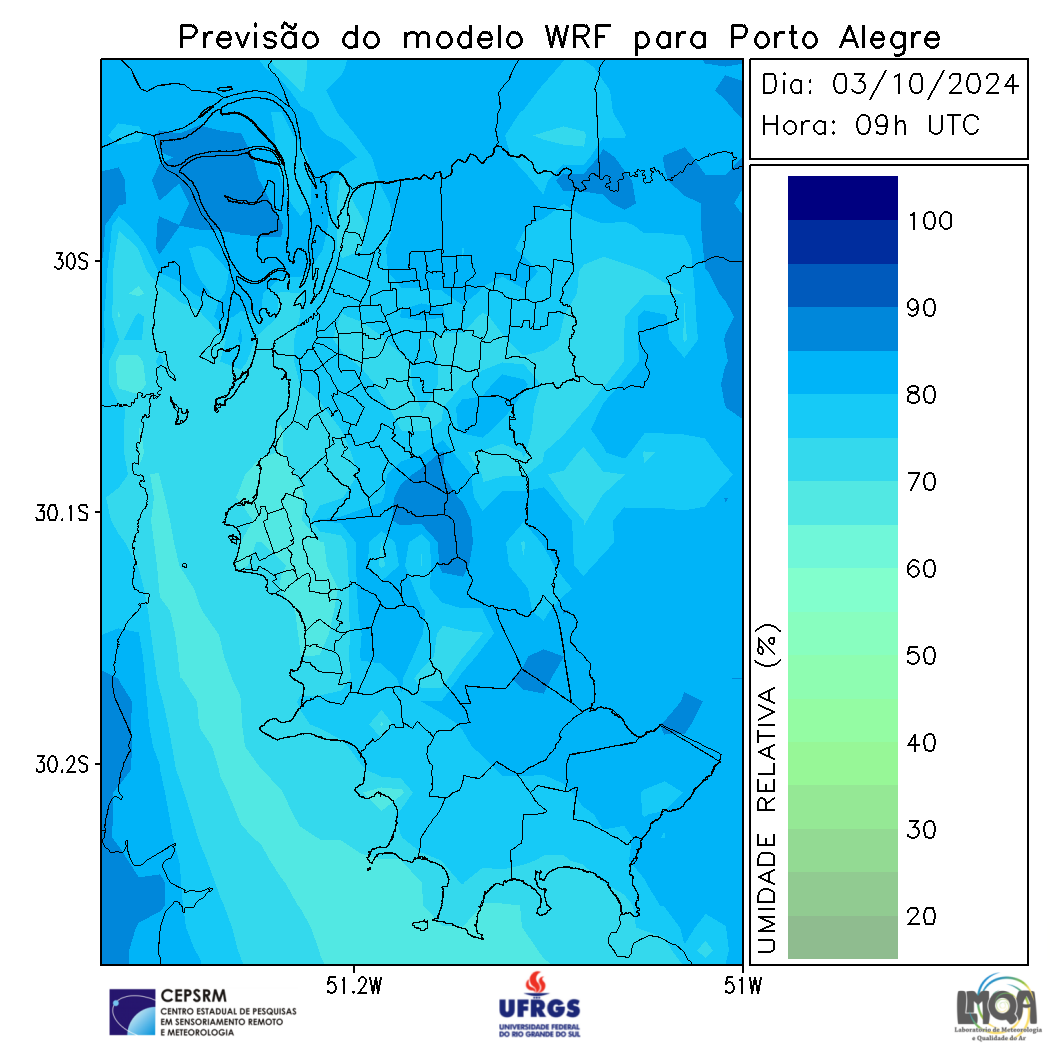 Previsão do modelo WRF para Porto Alegre
Dia: 03/10/2024
Hora: 09h UTC
30S
30.1S
30.2S
51.2W
51W
100
90
80
70
60
50
40
30
20
UMIDADE RELATIVA (%)
CEPSRM
CENTRO ESTADUAL DE PESQUISAS
EM SENSORIAMENTO REMOTO
E METEOROLOGIA
UFRGS
UNIVERSIDADE FEDERAL
DO RIO GRANDE DO SUL
LMQA
Laboratório de Meteorologia
e Qualidade do Ar